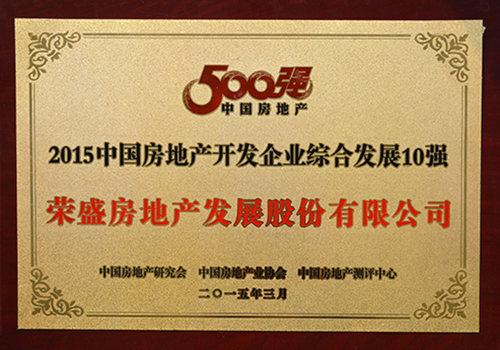 500强
中国房地产
2015中国房地产开发企业综合发展10强
荣盛房地产发展股份有限公司
中国房地产研究会 中国房地产业协会 中国房地产测评中心
二〇一五年三月